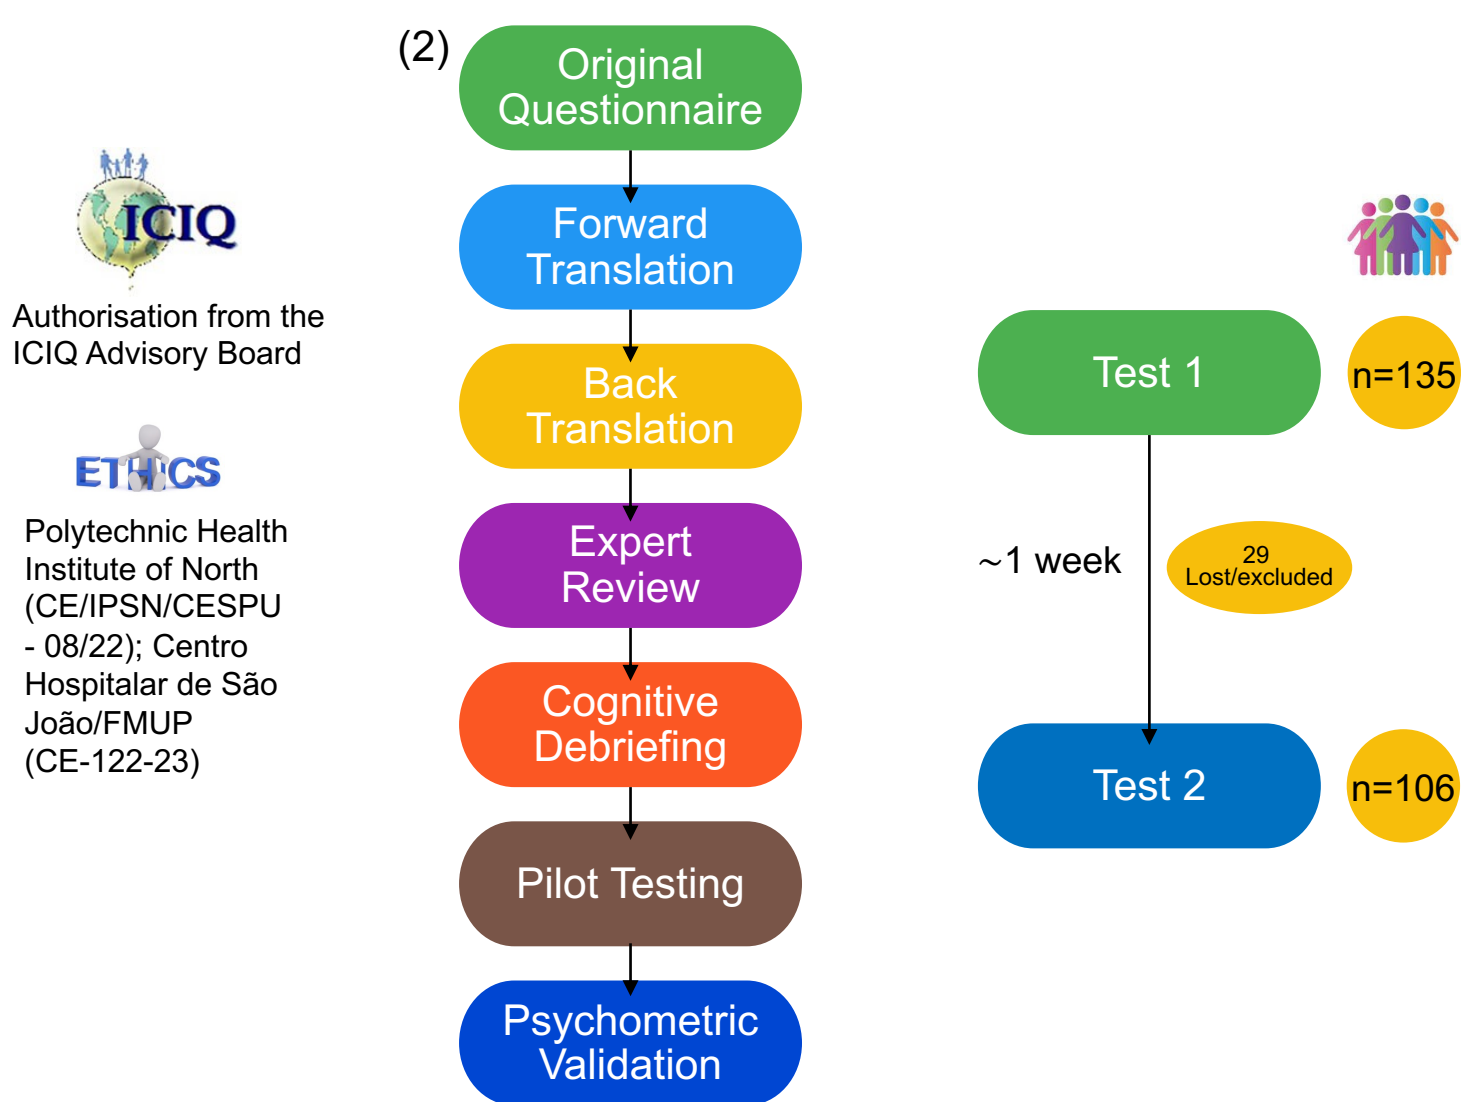 (2)
Original
Questionnaire
Forward
Translation
Back
Translation
Expert
Review
Cognitive
Debriefing
Pilot Testing
Psychometric
Validation
ICIQ
Authorisation from the
ICIQ Advisory Board
ETHICS
Polytechnic Health
Institute of North
(CE/IPSN/CESPU
- 08/22); Centro
Hospitalar de São
João/FMUP
(CE-122-23)
Test 1
n=135
~1 week
29
Lost/excluded
Test 2
n=106